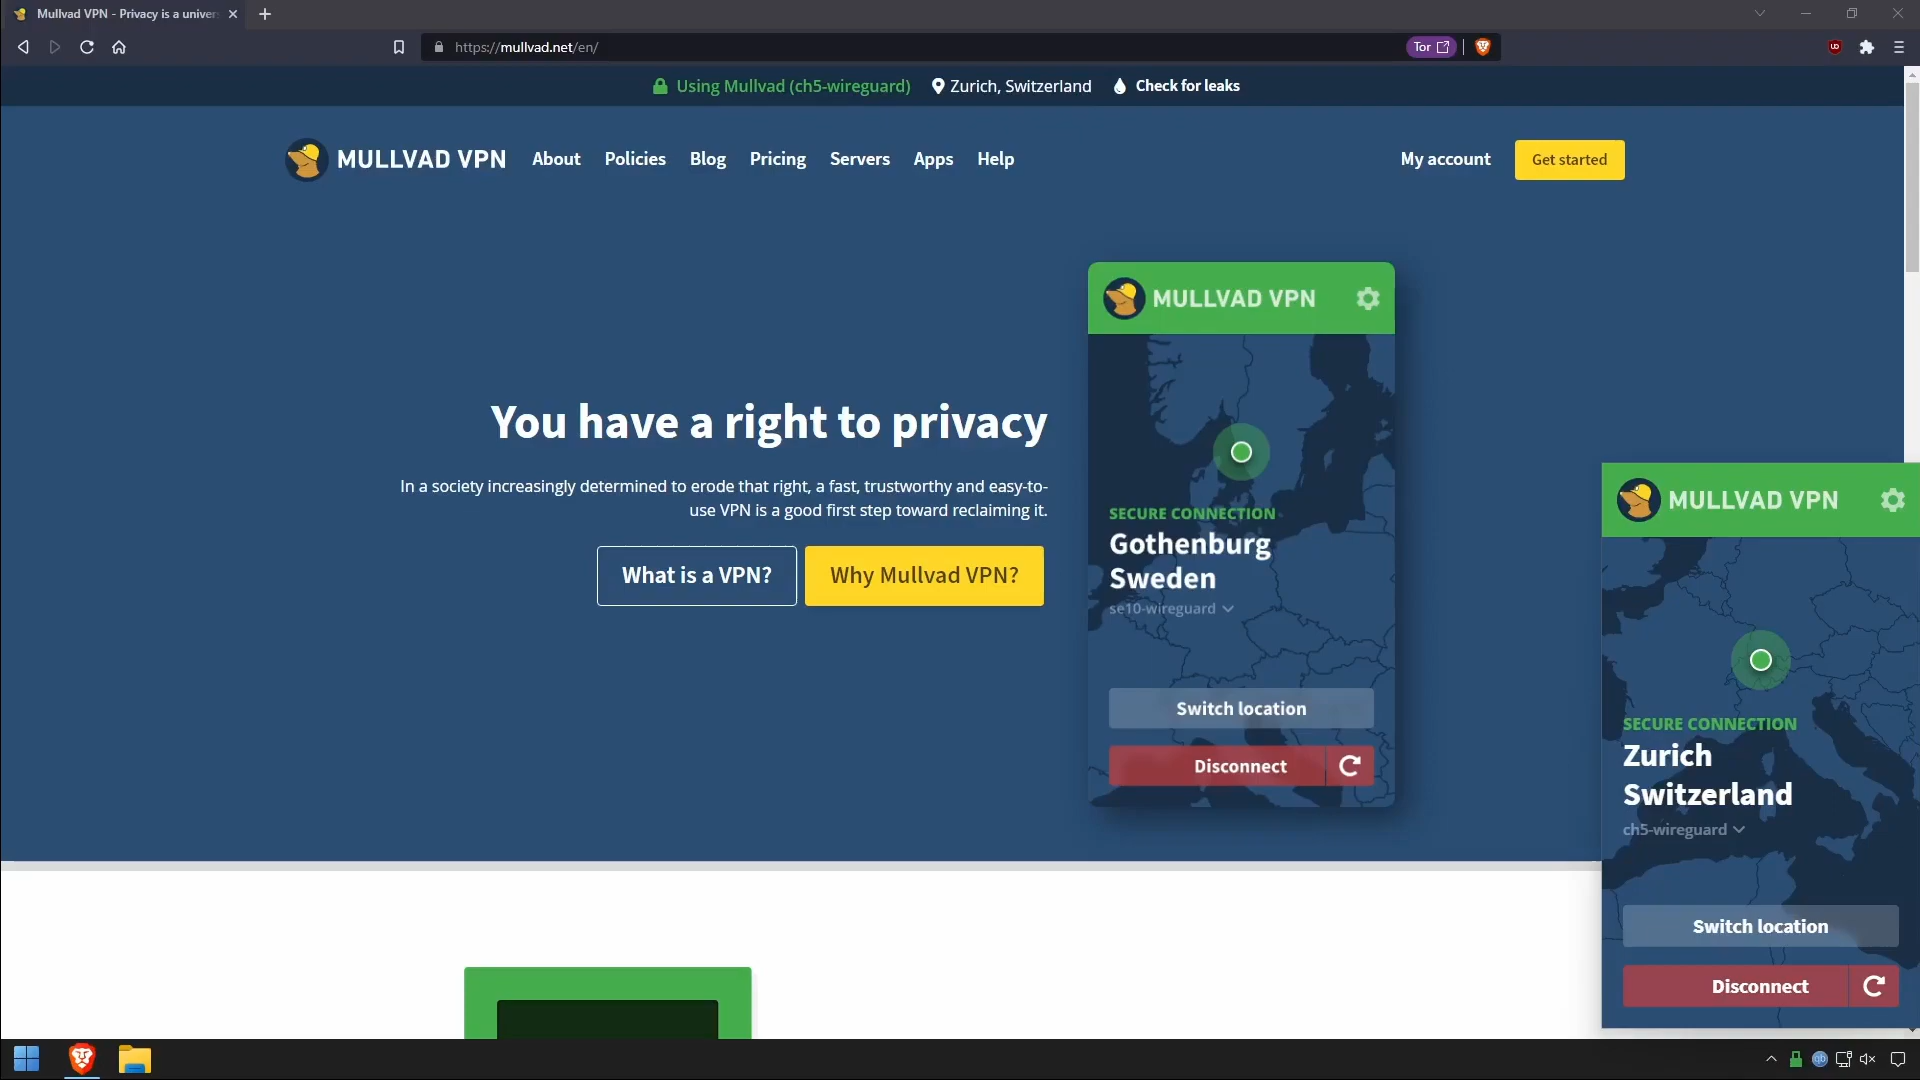 Mullvad VPN - Privacy is a univer
https://mullvad.net/en/
Tor
Using Mullvad (ch5-wireguard)
Zurich, Switzerland
Check for leaks
MULLVAD VPN
About
Policies
Blog
Pricing
Servers
Apps
Help
My account
Get started
You have a right to privacy
In a society increasingly determined to erode that right, a fast, trustworthy and easy-to-
use VPN is a good first step toward reclaiming it.
What is a VPN?
Why Mullvad VPN?
MULLVAD VPN
SECURE CONNECTION
Gothenburg
Sweden
se10-wireguard
Switch location
Disconnect
MULLVAD VPN
SECURE CONNECTION
Zurich
Switzerland
ch5-wireguard
Switch location
Disconnect
qb